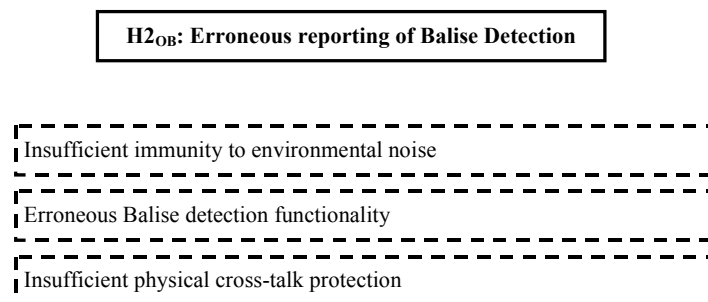 H2OB: Erroneous reporting of Balise Detection
Insufficient immunity to environmental noise
Erroneous Balise detection functionality
Insufficient physical cross-talk protection